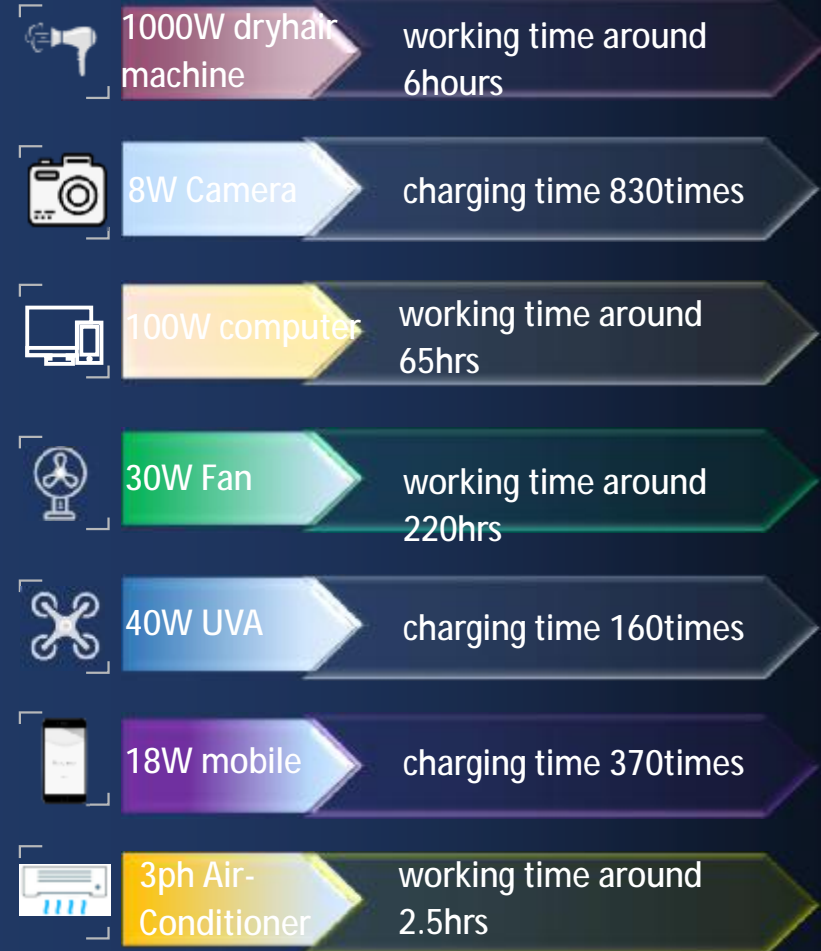 1000W dryhair
machine
working time around
6hours
8W Camera
charging time 830times
100W computer
working time around
65hrs
30W Fan
working time around
220hrs
40W UVA
charging time 160times
18W mobile
charging time 370times
3ph Air-
Conditioner
working time around
2.5hrs